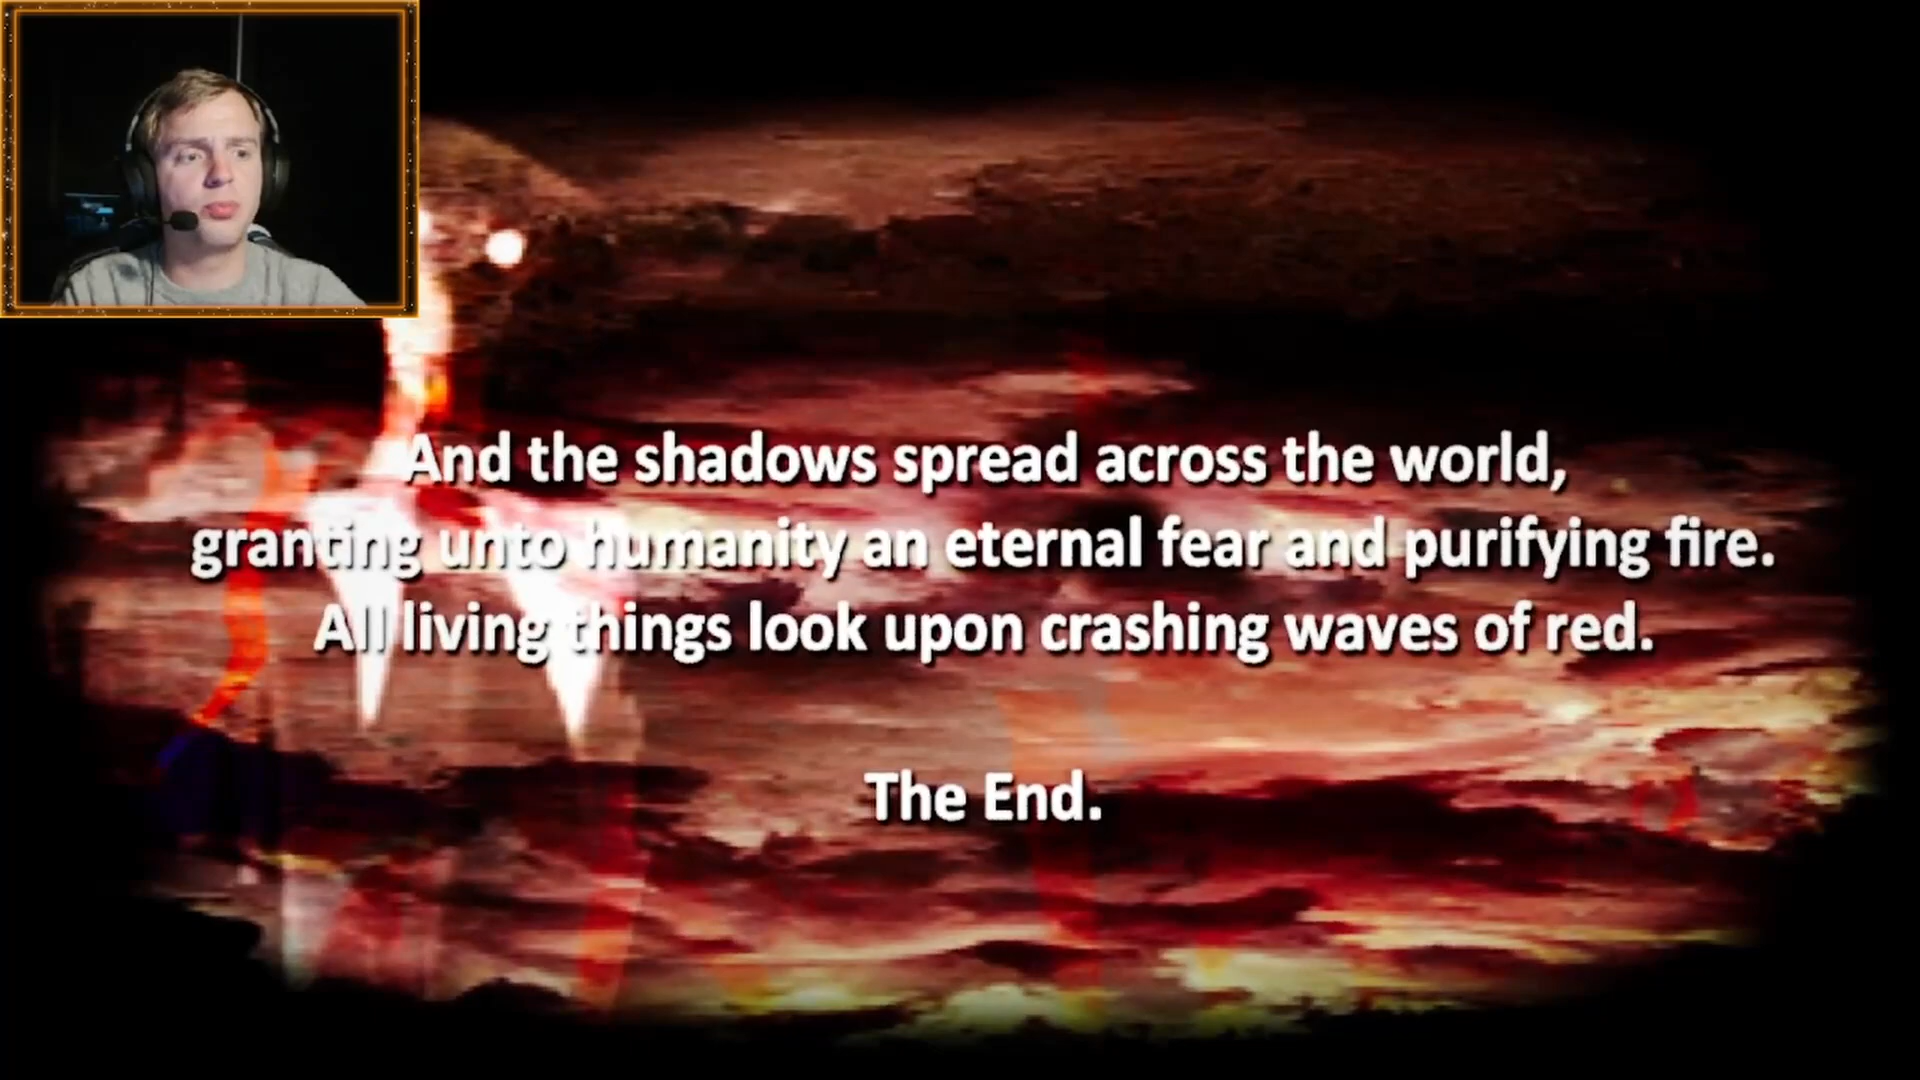 And the shadows spread across the world,
granting unto humanity an eternal fear and purifying fire.
All living things look upon crashing waves of red.
The End.